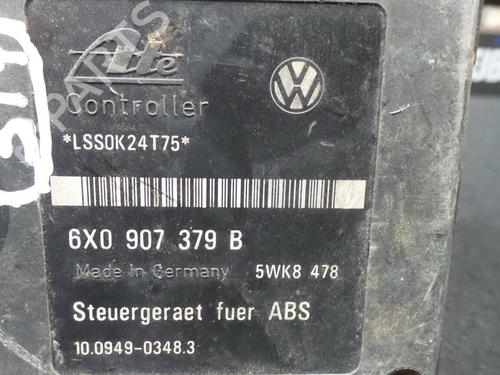 Ate
Controller
*LSS0K24T75*
6X0 907 379 B
Made in Germany 5WK8 478
Steuergeraet fuer ABS
10.0949-0348.3